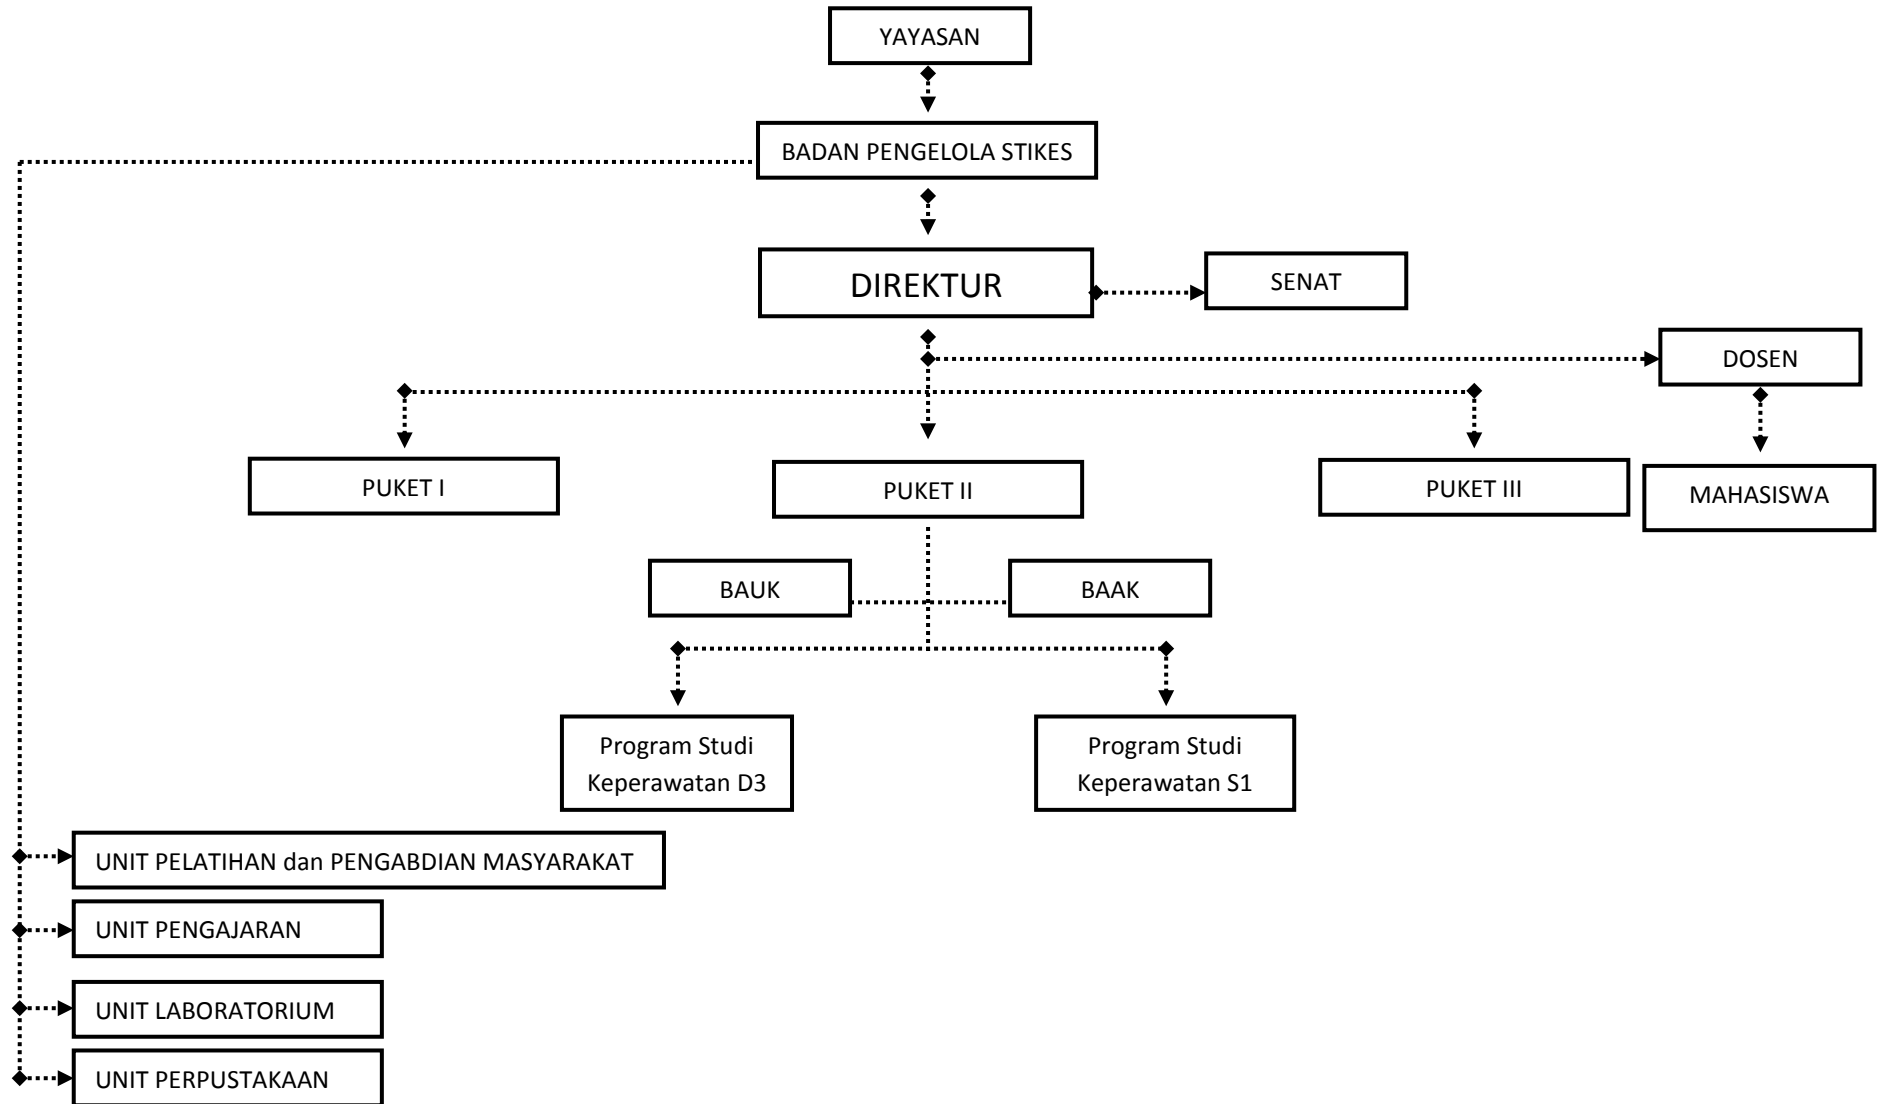 YAYASAN
BADAN PENGELOLA STIKES
DIREKTUR
SENAT
DOSEN
PUKET I
PUKET II
PUKET III
MAHASISWA
BAUK
BAAK
Program Studi
Keperawatan D3
Program Studi
Keperawatan S1
UNIT PELATIHAN dan PENGABDIAN MASYARAKAT
UNIT PENGAJARAN
UNIT LABORATORIUM
UNIT PERPUSTAKAAN